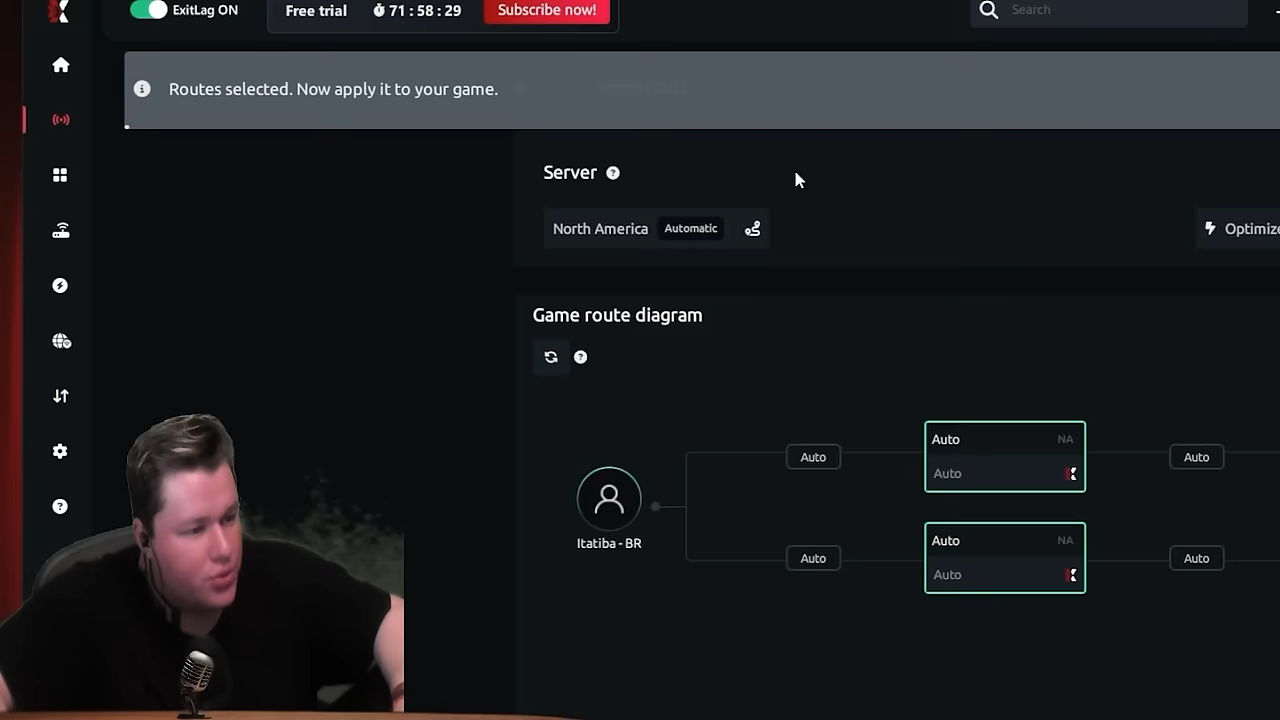 ExitLag ON
Free trial
71 : 58 : 29
Subscribe now!
Search
Routes selected. Now apply it to your game.
Server
North America
Automatic
Optimize
Game route diagram
Auto
Auto
NA
Auto
Auto
Itatiba - BR
Auto
Auto
NA
Auto
Auto